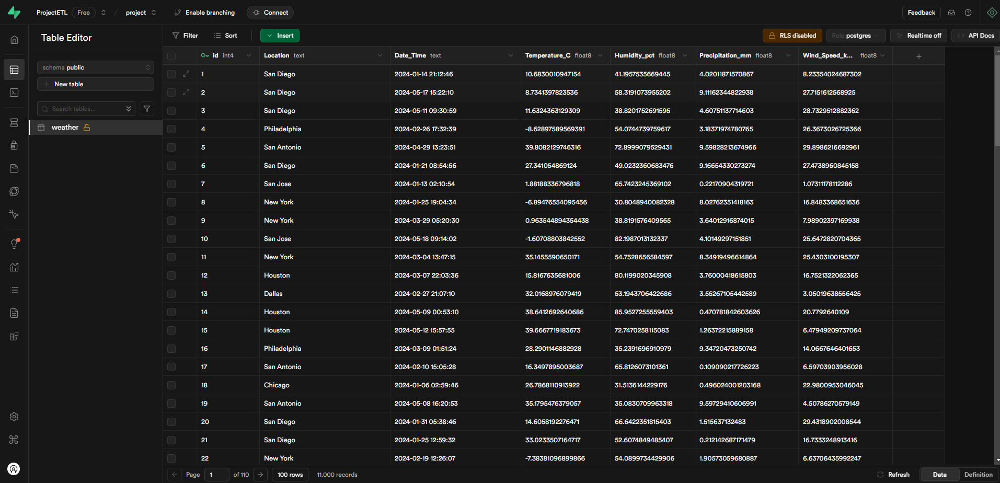 ProjectETL Free / project Enable branching Connect Feedback
Table Editor Filter Sort Insert RLS disabled Role postgres Realtime off API Docs
schema public
New table
Search tables...
weather
id int4 Location text Date_Time text Temperature_C float8 Humidity_pct float8 Precipitation_mm float8 Wind_Speed_k... float8 +
1 San Diego 2024-01-14 21:12:46 10.6830010947154 41.1957535669445 4.02011871570867 8.23354024687302
2 San Diego 2024-05-17 15:22:10 8.7341397823536 58.3191073955202 9.11162344822938 27.7151612568925
3 San Diego 2024-05-11 09:30:59 11.6324363129309 38.8201752691595 4.60751137714603 28.7329512882362
4 Philadelphia 2024-02-26 17:32:39 -8.62897589569391 54.0744739759617 3.18371974780765 26.3673026725366
5 San Antonio 2024-04-29 13:23:51 39.8082129746316 72.8999079529431 9.59828213674966 29.8986216692961
6 San Diego 2024-01-21 08:54:56 27.341054869124 49.0232360683476 9.16654330273274 27.4738960845158
7 San Jose 2024-01-13 02:10:54 1.88188336796818 65.7423245369102 0.22170904319721 1.07311178112286
8 New York 2024-01-25 19:04:34 -6.89476554095456 30.8048940082328 8.02762351418163 16.8483368651636
9 New York 2024-03-29 05:20:30 0.963544894354438 38.8191576409565 3.64012916874015 7.98902397169938
10 San Jose 2024-05-18 09:14:02 -1.60708803842552 82.1987013132337 4.10149297151851 25.6472820704365
11 New York 2024-03-04 13:47:15 35.1455590650171 54.7528656584597 8.34919496614864 25.4303100195307
12 Houston 2024-03-07 22:03:36 15.8167635681006 80.1199020345908 3.76000418615803 16.7521322062365
13 Dallas 2024-02-27 21:07:10 32.0168976079419 53.1943706422686 3.55267105442589 3.05019638556425
14 Houston 2024-05-09 00:53:10 38.6412692640686 85.9527255559403 0.470781842603626 20.7792640109
15 Houston 2024-05-12 15:57:55 39.6667719183673 72.7470258115083 1.26372215889158 6.47949209737064
16 Philadelphia 2024-03-09 01:51:24 28.2901146882928 35.2391696910979 9.34720473250742 14.0667646401653
17 San Antonio 2024-02-10 15:05:28 16.3497895003687 65.8126073101361 0.109090217726223 6.59703903956028
18 Chicago 2024-01-06 02:59:46 26.7868110913922 31.5136144229176 0.496024001203168 22.9800953046045
19 San Antonio 2024-05-08 16:20:53 35.1795476379057 35.0830709963318 9.59729410606991 4.50786270579149
20 San Diego 2024-01-31 05:38:46 14.6058192276471 66.6422351815403 1.515637132483 29.4318902008544
21 San Diego 2024-01-25 12:59:32 33.0233507164717 52.6074849485407 0.212142687171479 16.7333248913416
22 New York 2024-02-19 12:26:07 -7.38381096899866 54.0899734429906 1.90573059680887 6.63706435992247
Page 1 of 110 100 rows 11.000 records Refresh Data Definition